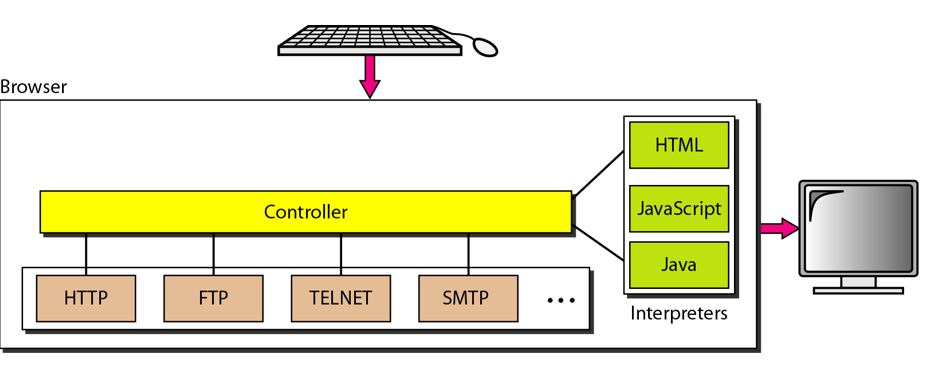 Browser
HTML
JavaScript
Controller
Java
HTTP
FTP
TELNET
SMTP
...
Interpreters